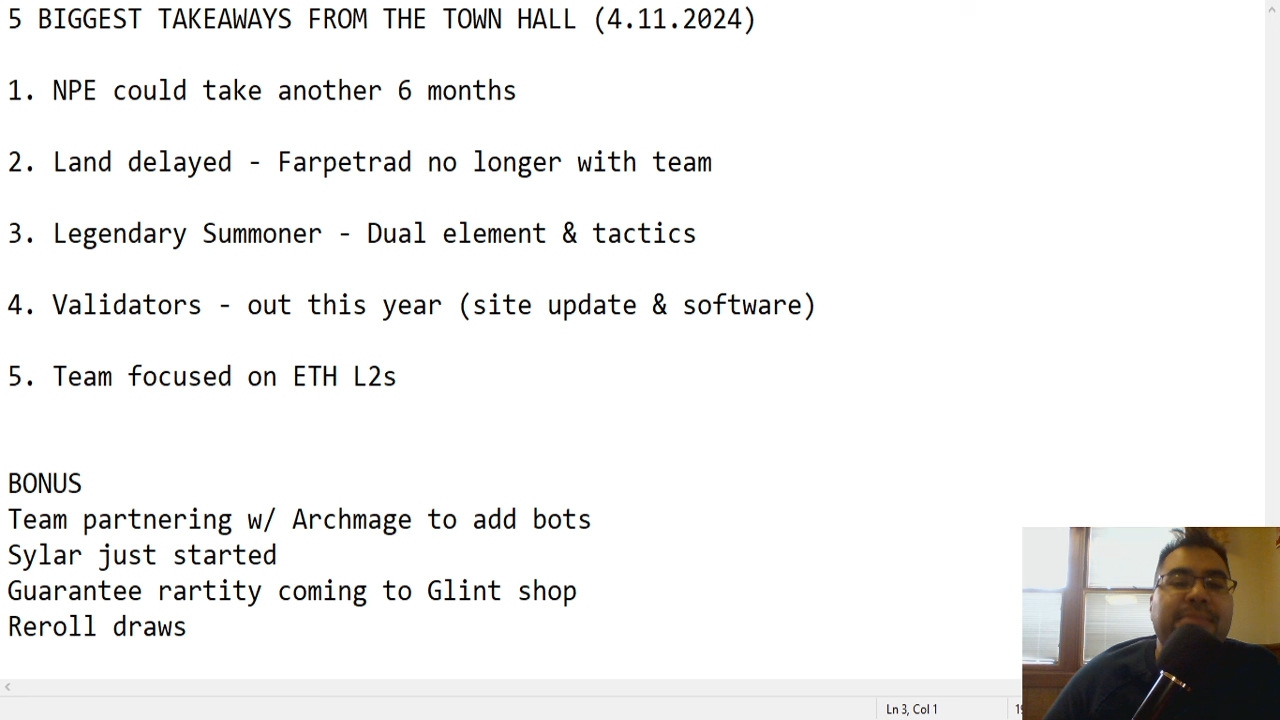 5 BIGGEST TAKEAWAYS FROM THE TOWN HALL (4.11.2024)
1. NPE could take another 6 months
2. Land delayed - Farpetrad no longer with team
3. Legendary Summoner - Dual element & tactics
4. Validators - out this year (site update & software)
5. Team focused on ETH L2s
BONUS
Team partnering w/ Archmage to add bots
Sylar just started
Guarantee rartity coming to Glint shop
Reroll draws
Ln 3, Col 1